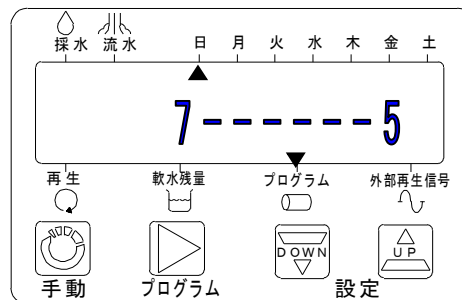 採水 流水 日 月 火 水 木 金 土
7------5
再生 軟水残量 プログラム 外部再生信号
DOWN UP
手動 プログラム 設定